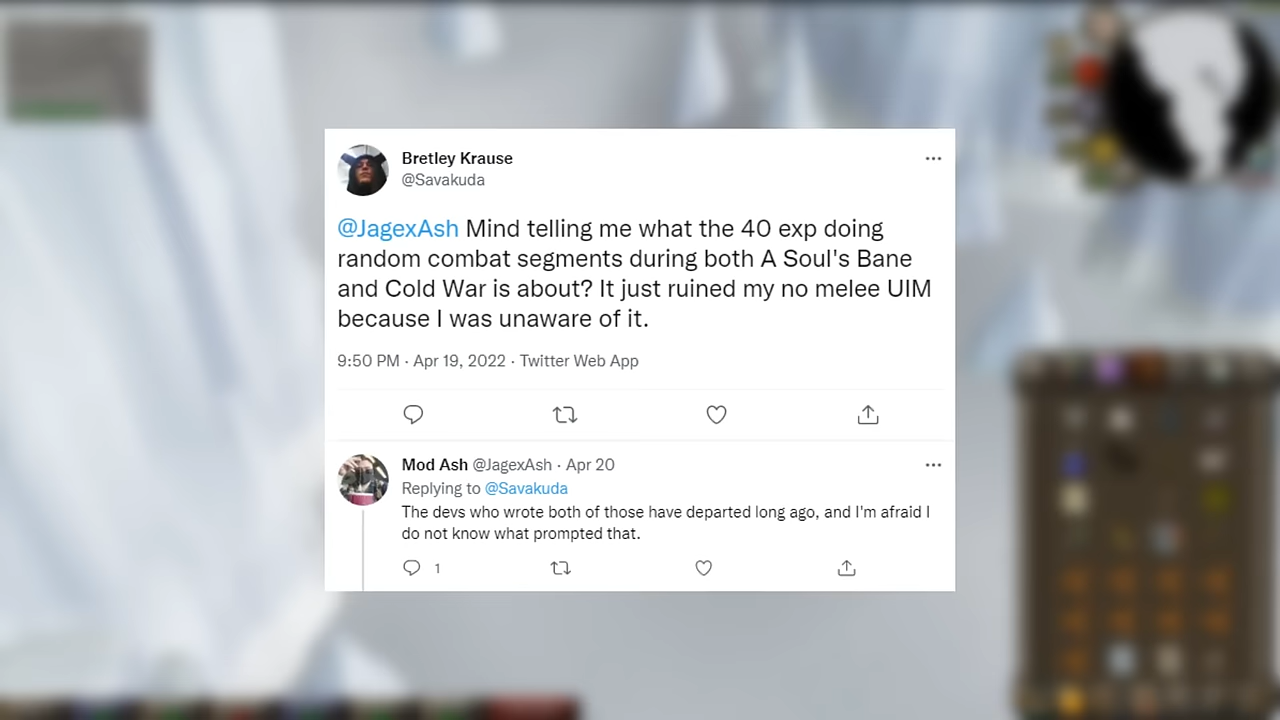 Bretley Krause
@Savakuda
@JagexAsh Mind telling me what the 40 exp doing
random combat segments during both A Soul's Bane
and Cold War is about? It just ruined my no melee UIM
because I was unaware of it.
9:50 PM · Apr 19, 2022 · Twitter Web App
Mod Ash @JagexAsh · Apr 20
Replying to @Savakuda
The devs who wrote both of those have departed long ago, and I'm afraid I
do not know what prompted that.
1